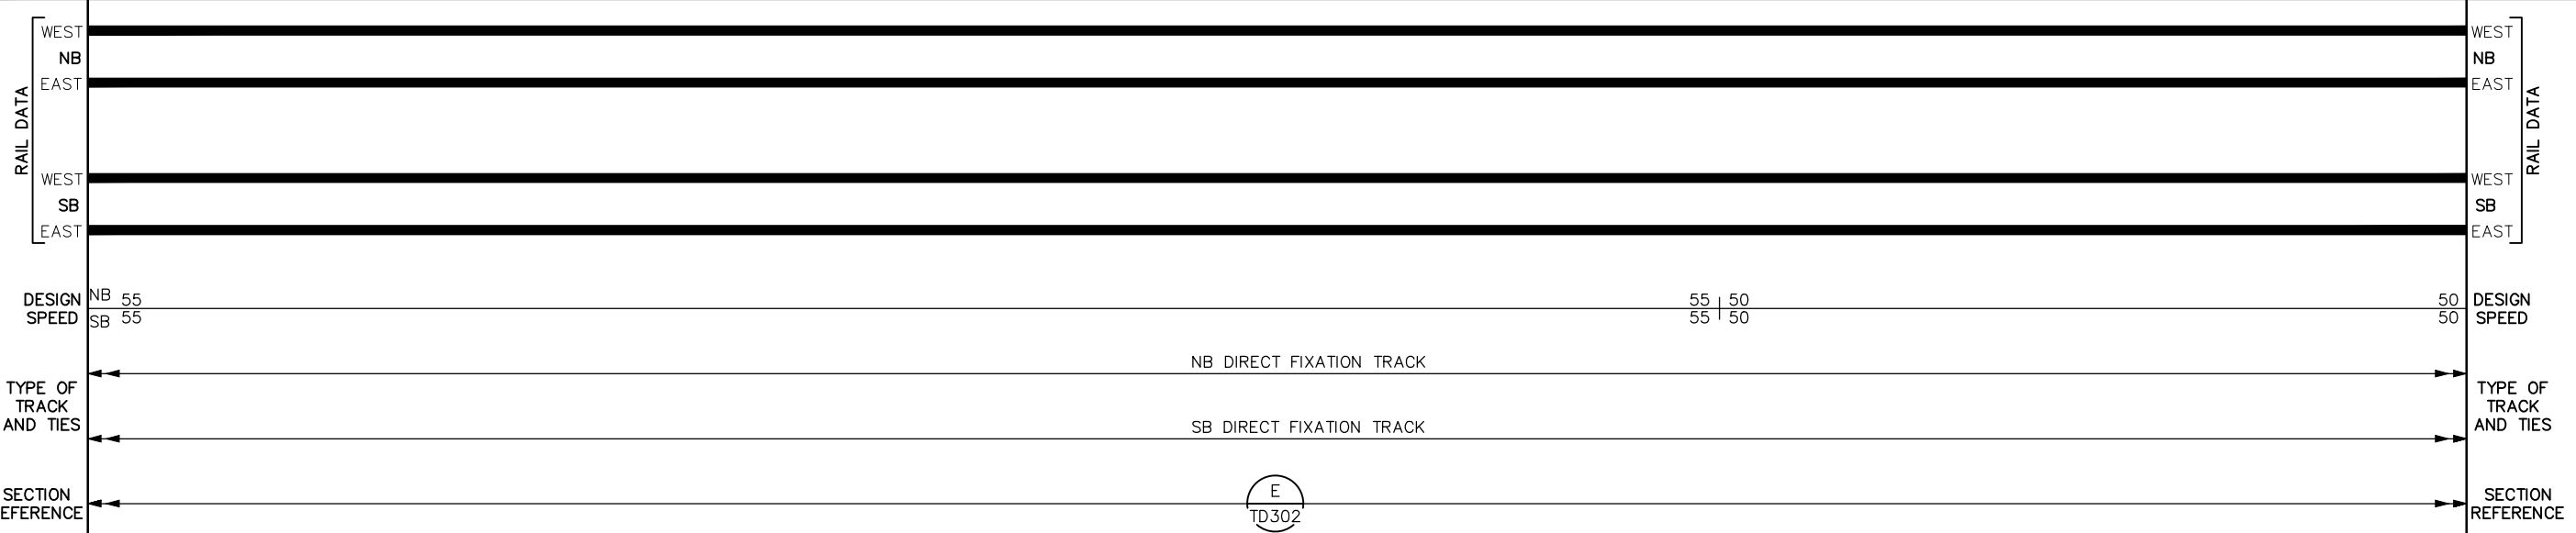 WEST
NB
EAST
RAIL DATA
WEST
SB
EAST
WEST
NB
EAST
RAIL DATA
WEST
SB
EAST
DESIGN
SPEED
NB 55
SB 55
55 50
55 50
50
50
DESIGN
SPEED
NB DIRECT FIXATION TRACK
TYPE OF
TRACK
AND TIES
SB DIRECT FIXATION TRACK
TYPE OF
TRACK
AND TIES
SECTION
EFERENCE
E
TD302
SECTION
REFERENCE